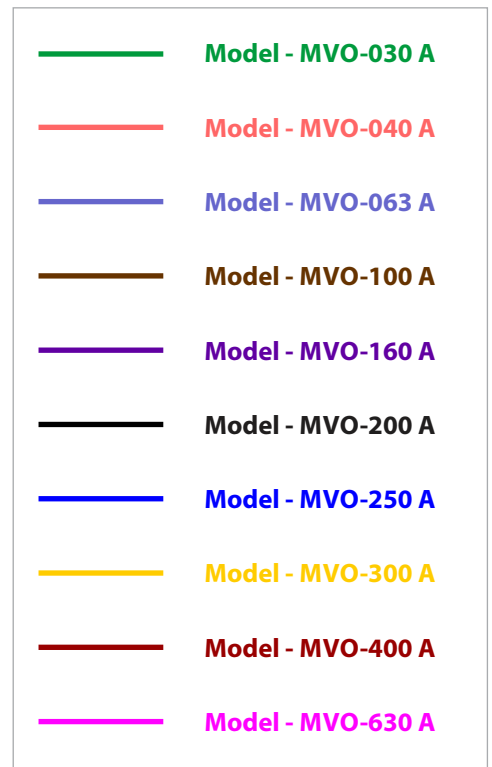 Model - MVO-030 A
Model - MVO-040 A
Model - MVO-063 A
Model - MVO-100 A
Model - MVO-160 A
Model - MVO-200 A
Model - MVO-250 A
Model - MVO-300 A
Model - MVO-400 A
Model - MVO-630 A